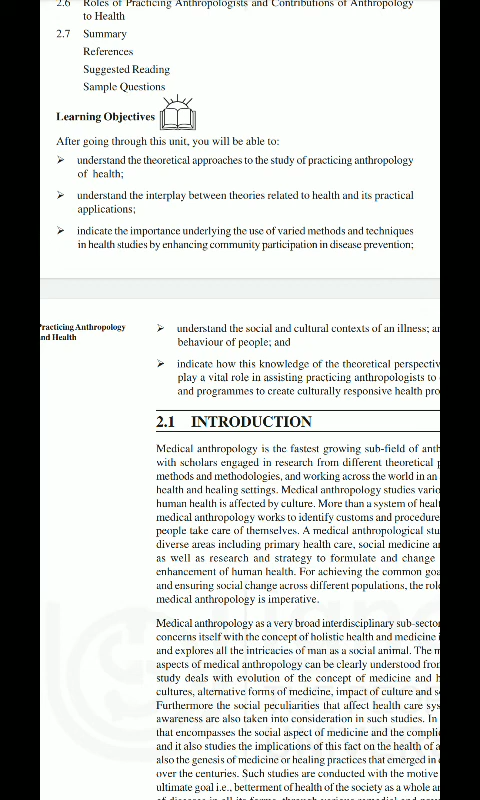 2.6 Roles of Practicing Anthropologists and Contributions of Anthropology
to Health
2.7 Summary
References
Suggested Reading
Sample Questions
Learning Objectives
After going through this unit, you will be able to:
➢ understand the theoretical approaches to the study of practicing anthropology
of health;
➢ understand the interplay between theories related to health and its practical
applications;
➢ indicate the importance underlying the use of varied methods and techniques
in health studies by enhancing community participation in disease prevention;
Practicing Anthropology
and Health
➢ understand the social and cultural contexts of an illness;
behaviour of people; and
➢ indicate how this knowledge of the theoretical
play a vital role in assisting practicing anthropologists to
and programmes to create culturally responsive health
2.1 INTRODUCTION
Medical anthropology is the fastest growing sub-field of
with scholars engaged in research from different theoretical
methods and methodologies, and working across the world in an
health and healing settings. Medical anthropology studies
human health is affected by culture. More than a system of
medical anthropology works to identify customs and
people take care of themselves. A medical anthropological
diverse areas including primary health care, social medicine
as well as research and strategy to formulate and change
enhancement of human health. For achieving the common
and ensuring social change across different populations, the
medical anthropology is imperative.
Medical anthropology as a very broad interdisciplinary
concerns itself with the concept of holistic health and medicine
and explores all the intricacies of man as a social animal. The
aspects of medical anthropology can be clearly understood
study deals with evolution of the concept of medicine and
cultures, alternative forms of medicine, impact of culture and
Furthermore the social peculiarities that affect health care
awareness are also taken into consideration in such studies. In
that encompasses the social aspect of medicine and the
and it also studies the implications of this fact on the health of
also the genesis of medicine or healing practices that emerged in
over the centuries. Such studies are conducted with the motive
ultimate goal i.e., betterment of health of the society as a whole